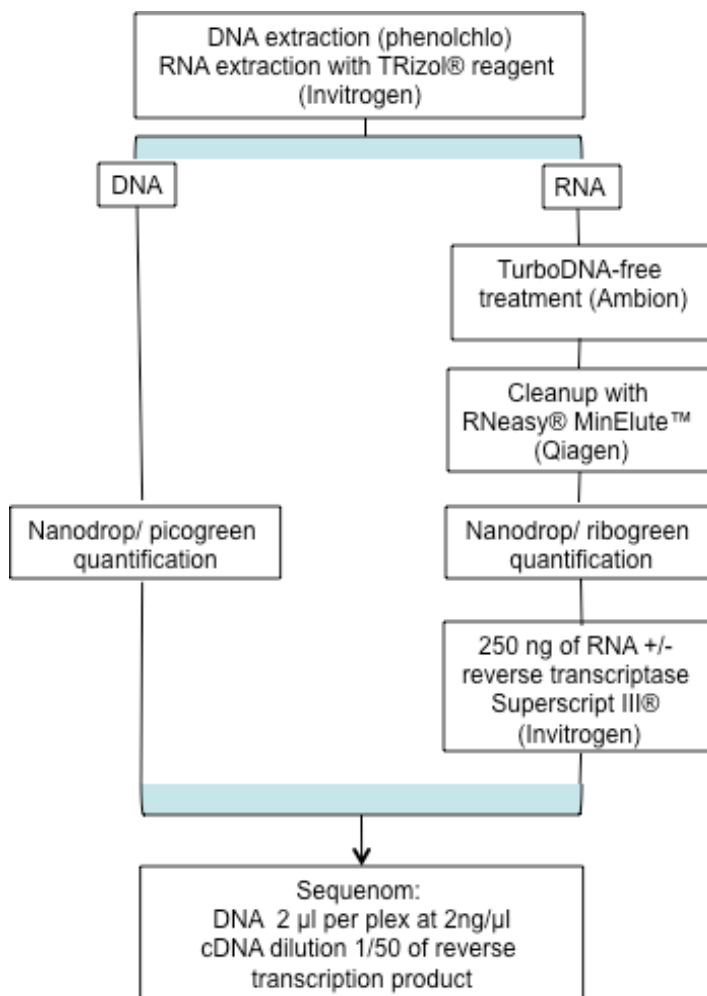 DNA extraction (phenolchlo)
RNA extraction with TRizol® reagent
(Invitrogen)
DNA
RNA
TurboDNA-free
treatment (Ambion)
Cleanup with
RNeasy® MinElute™
(Qiagen)
Nanodrop/ picogreen
quantification
Nanodrop/ ribogreen
quantification
250 ng of RNA +/-
reverse transcriptase
Superscript III®
(Invitrogen)
Sequenom:
DNA 2 µl per plex at 2ng/µl
cDNA dilution 1/50 of reverse
transcription product